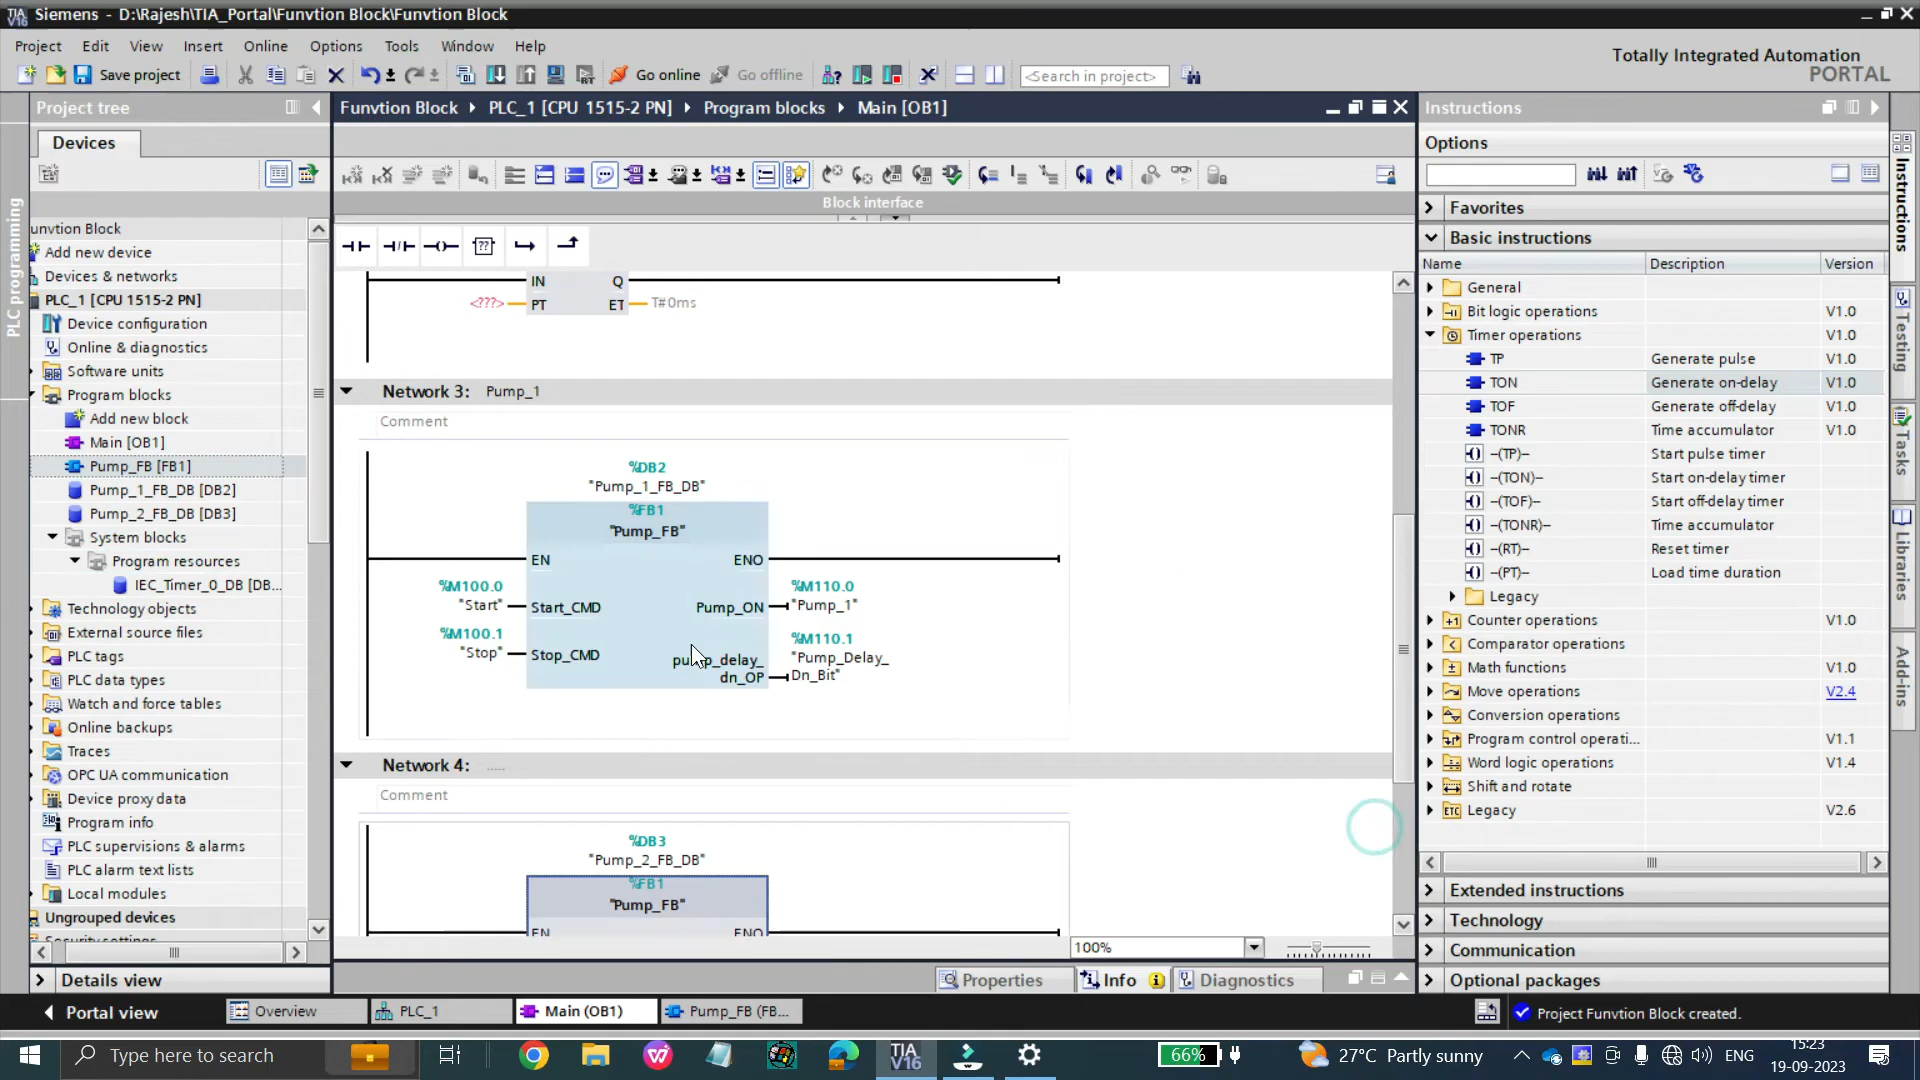 Siemens - D:\Rajesh\TIA_Portal\Funvtion Block\Funvtion Block
Project Edit View Insert Online Options Tools Window Help
Totally Integrated Automation
PORTAL
Save project
Go online
Go offline
<Search in project>
Project tree
Funvtion Block PLC_1 [CPU 1515-2 PN] Program blocks Main [OB1]
Instructions
Devices
Options
Block interface
PLC programming
unvtion Block
Add new device
Devices & networks
PLC_1 [CPU 1515-2 PN]
Device configuration
Online & diagnostics
Software units
Program blocks
Add new block
Main [OB1]
Pump_FB [FB1]
Pump_1_FB_DB [DB2]
Pump_2_FB_DB [DB3]
System blocks
Program resources
IEC_Timer_0_DB [DB...
Technology objects
External source files
PLC tags
PLC data types
Watch and force tables
Online backups
Traces
OPC UA communication
Device proxy data
Program info
PLC supervisions & alarms
PLC alarm text lists
Local modules
Ungrouped devices
Security settings
Details view
??
IN Q
<???> PT ET T#0ms
Network 3: Pump_1
Comment
%DB2
"Pump_1_FB_DB"
%FB1
"Pump_FB"
EN ENO
%M100.0
"Start" Start_CMD
%M100.1
"Stop" Stop_CMD
Pump_ON
%M110.0
"Pump_1"
pump_delay_
dn_OP
%M110.1
"Pump_Delay_
Dn_Bit"
Network 4: .....
Comment
%DB3
"Pump_2_FB_DB"
%FB1
"Pump_FB"
EN ENO
100%
Properties Info Diagnostics
Favorites
Basic instructions
Name Description Version
General
Bit logic operations V1.0
Timer operations V1.0
TP Generate pulse V1.0
TON Generate on-delay V1.0
TOF Generate off-delay V1.0
TONR Time accumulator V1.0
-(TP)- Start pulse timer
-(TON)- Start on-delay timer
-(TOF)- Start off-delay timer
-(TONR)- Time accumulator
-(RT)- Reset timer
-(PT)- Load time duration
Legacy
Counter operations V1.0
Comparator operations
Math functions V1.0
Move operations V2.4
Conversion operations
Program control operati... V1.1
Word logic operations V1.4
Shift and rotate
Legacy V2.6
Extended instructions
Technology
Communication
Optional packages
Instructions
Testing
Tasks
Libraries
Add-ins
Portal view Overview PLC_1 Main (OB1) Pump_FB (FB...
Project Funvtion Block created.
Type here to search
TIA
V16
66%
27°C Partly sunny
ENG
15:23
19-09-2023